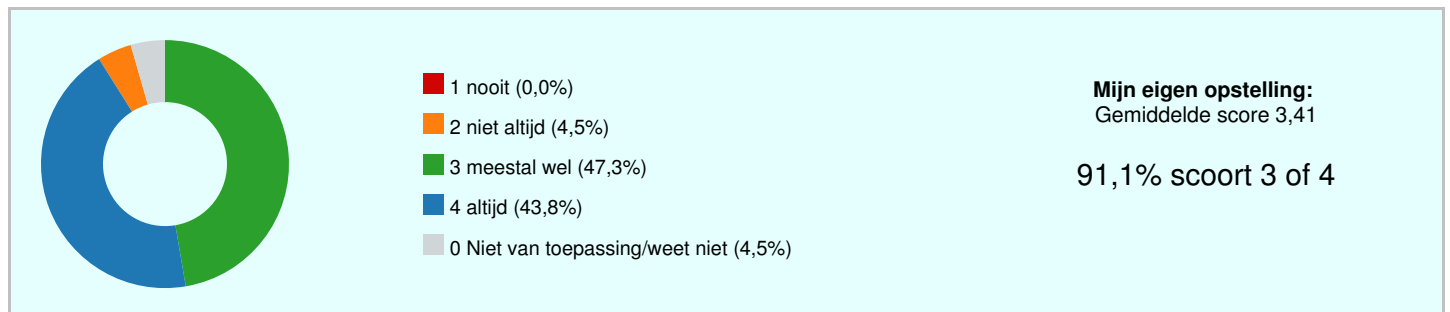 1 nooit (0,0%)
2 niet altijd (4,5%)
3 meestal wel (47,3%)
4 altijd (43,8%)
0 Niet van toepassing/weet niet (4,5%)
Mijn eigen opstelling:
Gemiddelde score 3,41
91,1% scoort 3 of 4